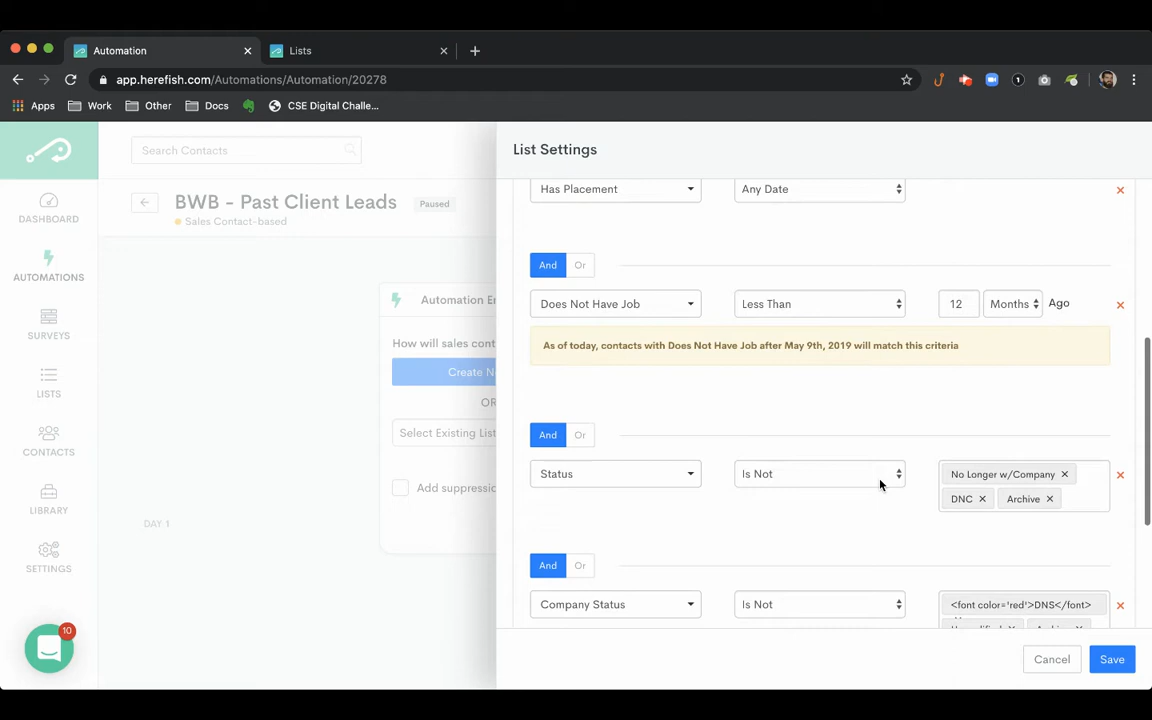 Automation
Lists
app.herefish.com/Automations/Automation/20278
Apps
Work
Other
Docs
CSE Digital Challe...
Search Contacts
List Settings
DASHBOARD
AUTOMATIONS
SURVEYS
LISTS
CONTACTS
LIBRARY
SETTINGS
10
BWB - Past Client Leads
Paused
Sales Contact-based
Automation En
How will sales cont
Create Ne
OR
Select Existing List
Add suppressio
DAY 1
Has Placement
Any Date
And
Or
Does Not Have Job
Less Than
12
Months
Ago
As of today, contacts with Does Not Have Job after May 9th, 2019 will match this criteria
And
Or
Status
Is Not
No Longer w/Company
DNC
Archive
And
Or
Company Status
Is Not
<font color='red'>DNS</font>
Cancel
Save